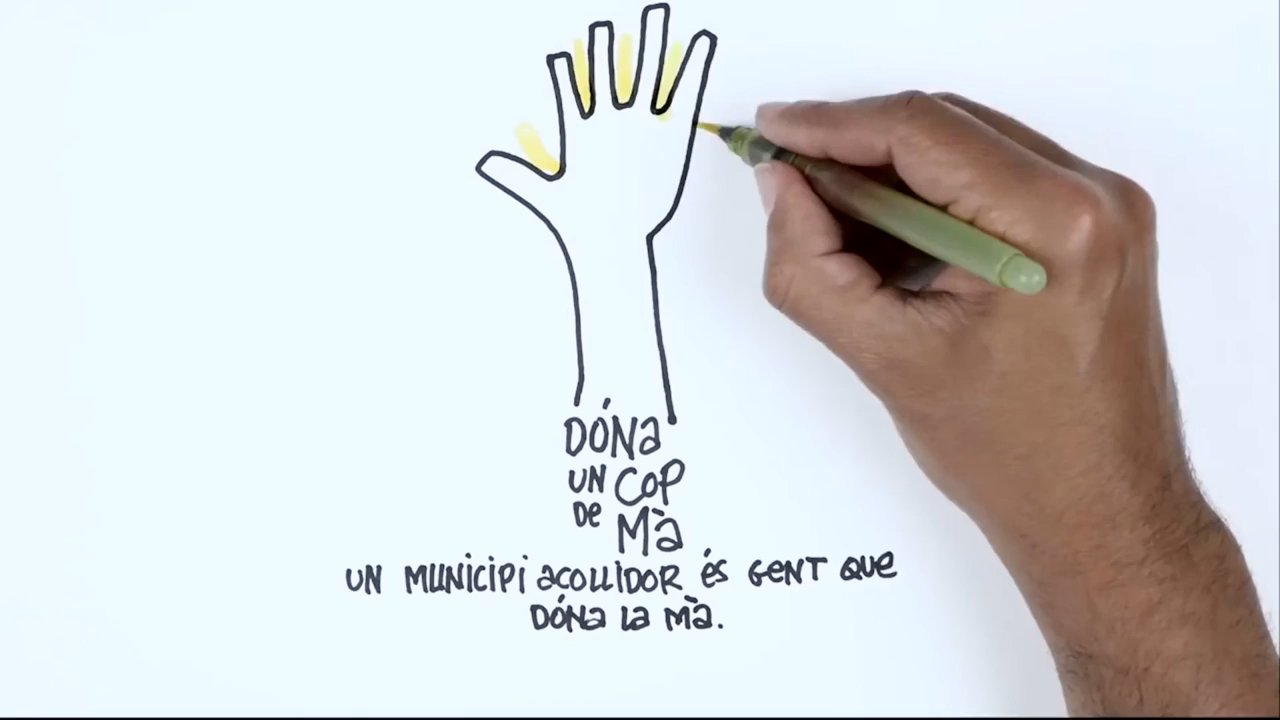 DÓNa
UN COP
De Mà
UN MUNICIPI acollidor és GENT QUE
DÓNa la Mà.